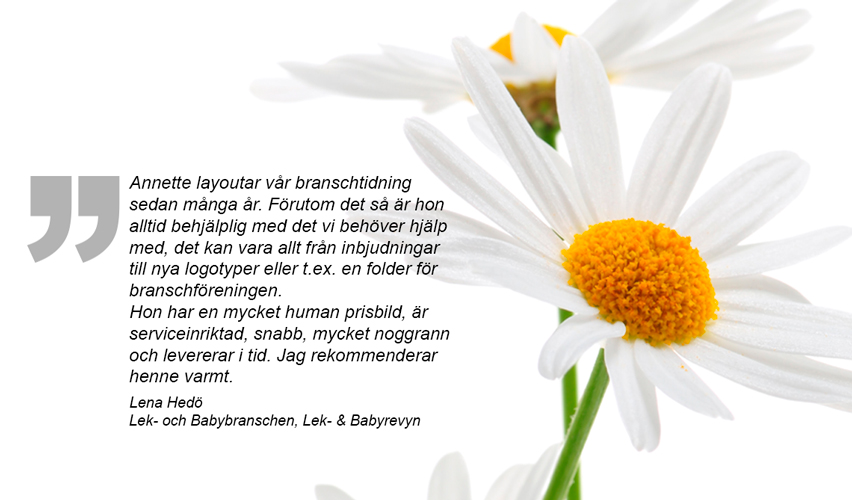 Annette layoutar vår branschtidning
sedan många år. Förutom det så är hon
alltid behjälplig med det vi behöver hjälp
med, det kan vara allt från inbjudningar
till nya logotyper eller t.ex. en folder för
branschföreningen.
Hon har en mycket human prisbild, är
serviceinriktad, snabb, mycket noggrann
och levererar i tid. Jag rekommenderar
henne varmt.
Lena Hedö
Lek- och Babybranschen, Lek- & Babyrevyn